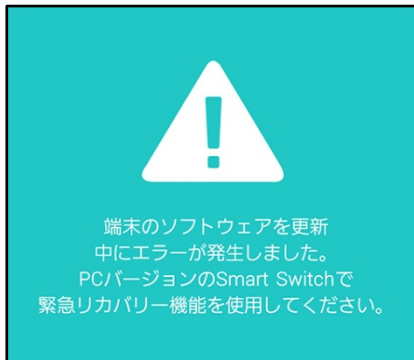 端末のソフトウェアを更新
中にエラーが発生しました。
PCバージョンのSmart Switchで
緊急リカバリー機能を使用してください。